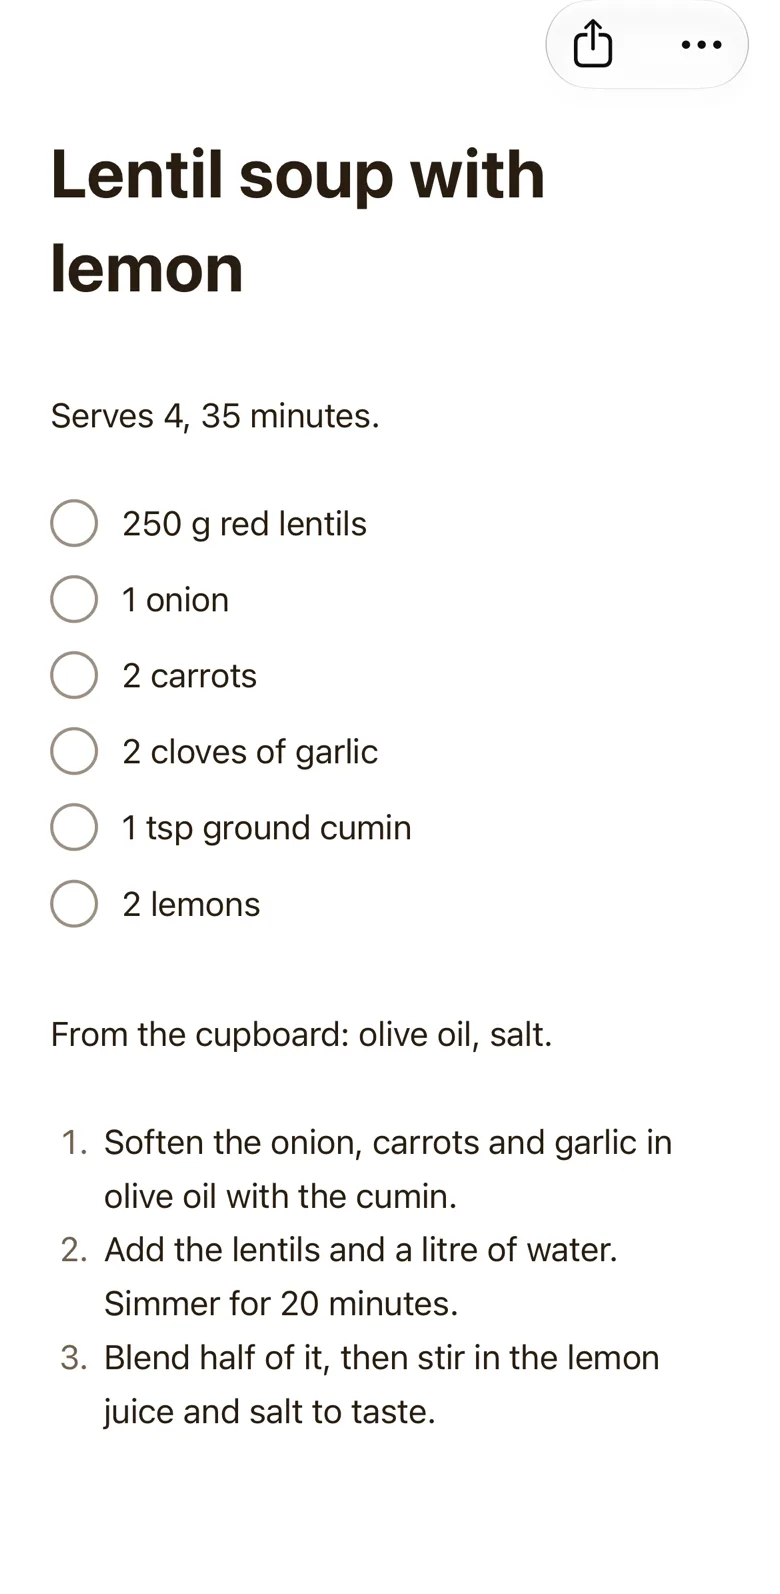 Lentil soup with
lemon
Serves 4, 35 minutes.
250 g red lentils
1 onion
2 carrots
2 cloves of garlic
1 tsp ground cumin
2 lemons
From the cupboard: olive oil, salt.
1. Soften the onion, carrots and garlic in
olive oil with the cumin.
2. Add the lentils and a litre of water.
Simmer for 20 minutes.
3. Blend half of it, then stir in the lemon
juice and salt to taste.